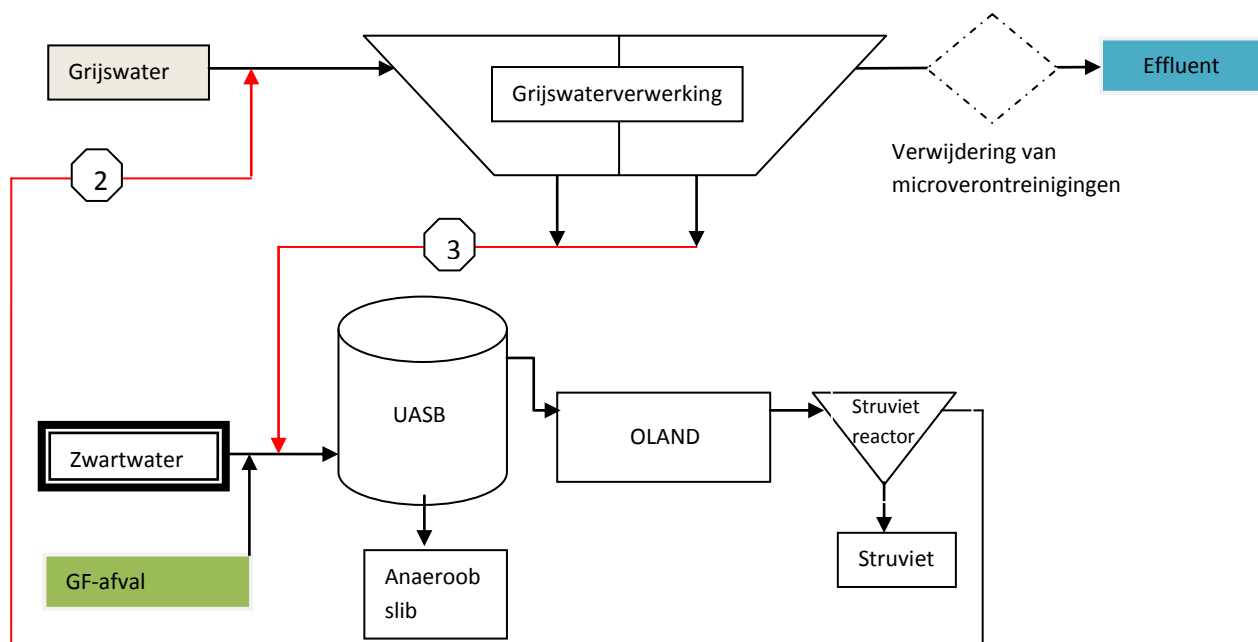 Grijswater
Grijswaterverwerking
Effluent
Verwijdering van
microverontreinigingen
2
3
UASB
OLAND
Struviet
reactor
Zwartwater
GF-afval
Anaeroob
slib
Struviet